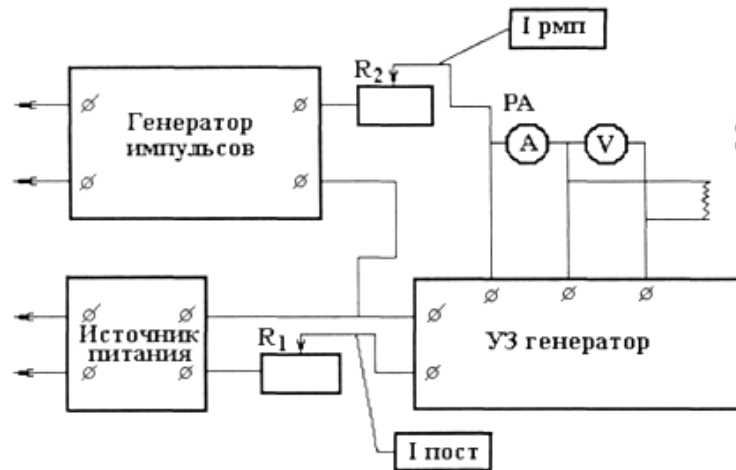 I рмп
R2
PA
Генератор
импульсов
A
V
Источник
питания
R1
УЗ генератор
I пост